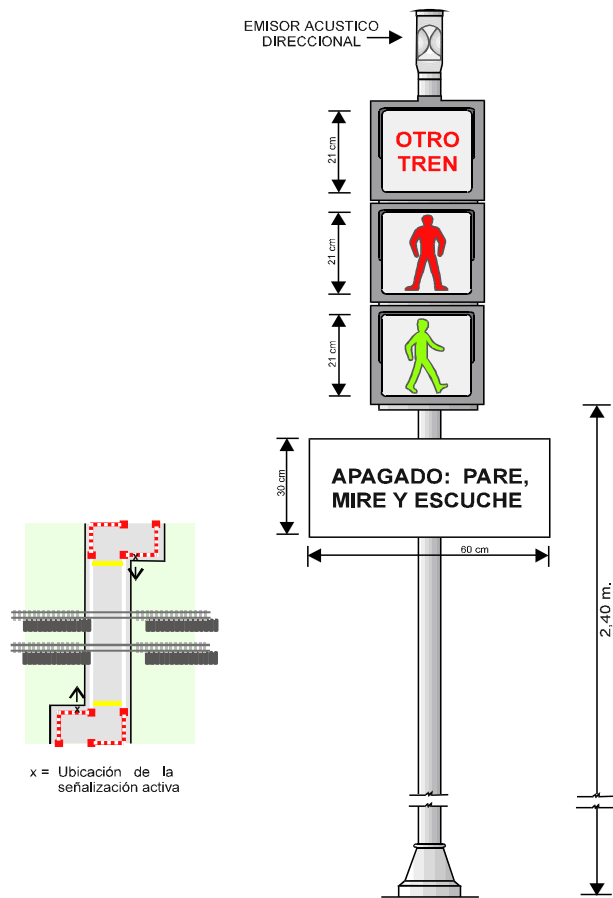 EMISOR ACUSTICO
DIRECCIONAL
21 cm
OTRO
TREN
21 cm
21 cm
30 cm
APAGADO: PARE,
MIRE Y ESCUCHE
60 cm
2,40 m.
x
x
x = Ubicación de la
señalización activa